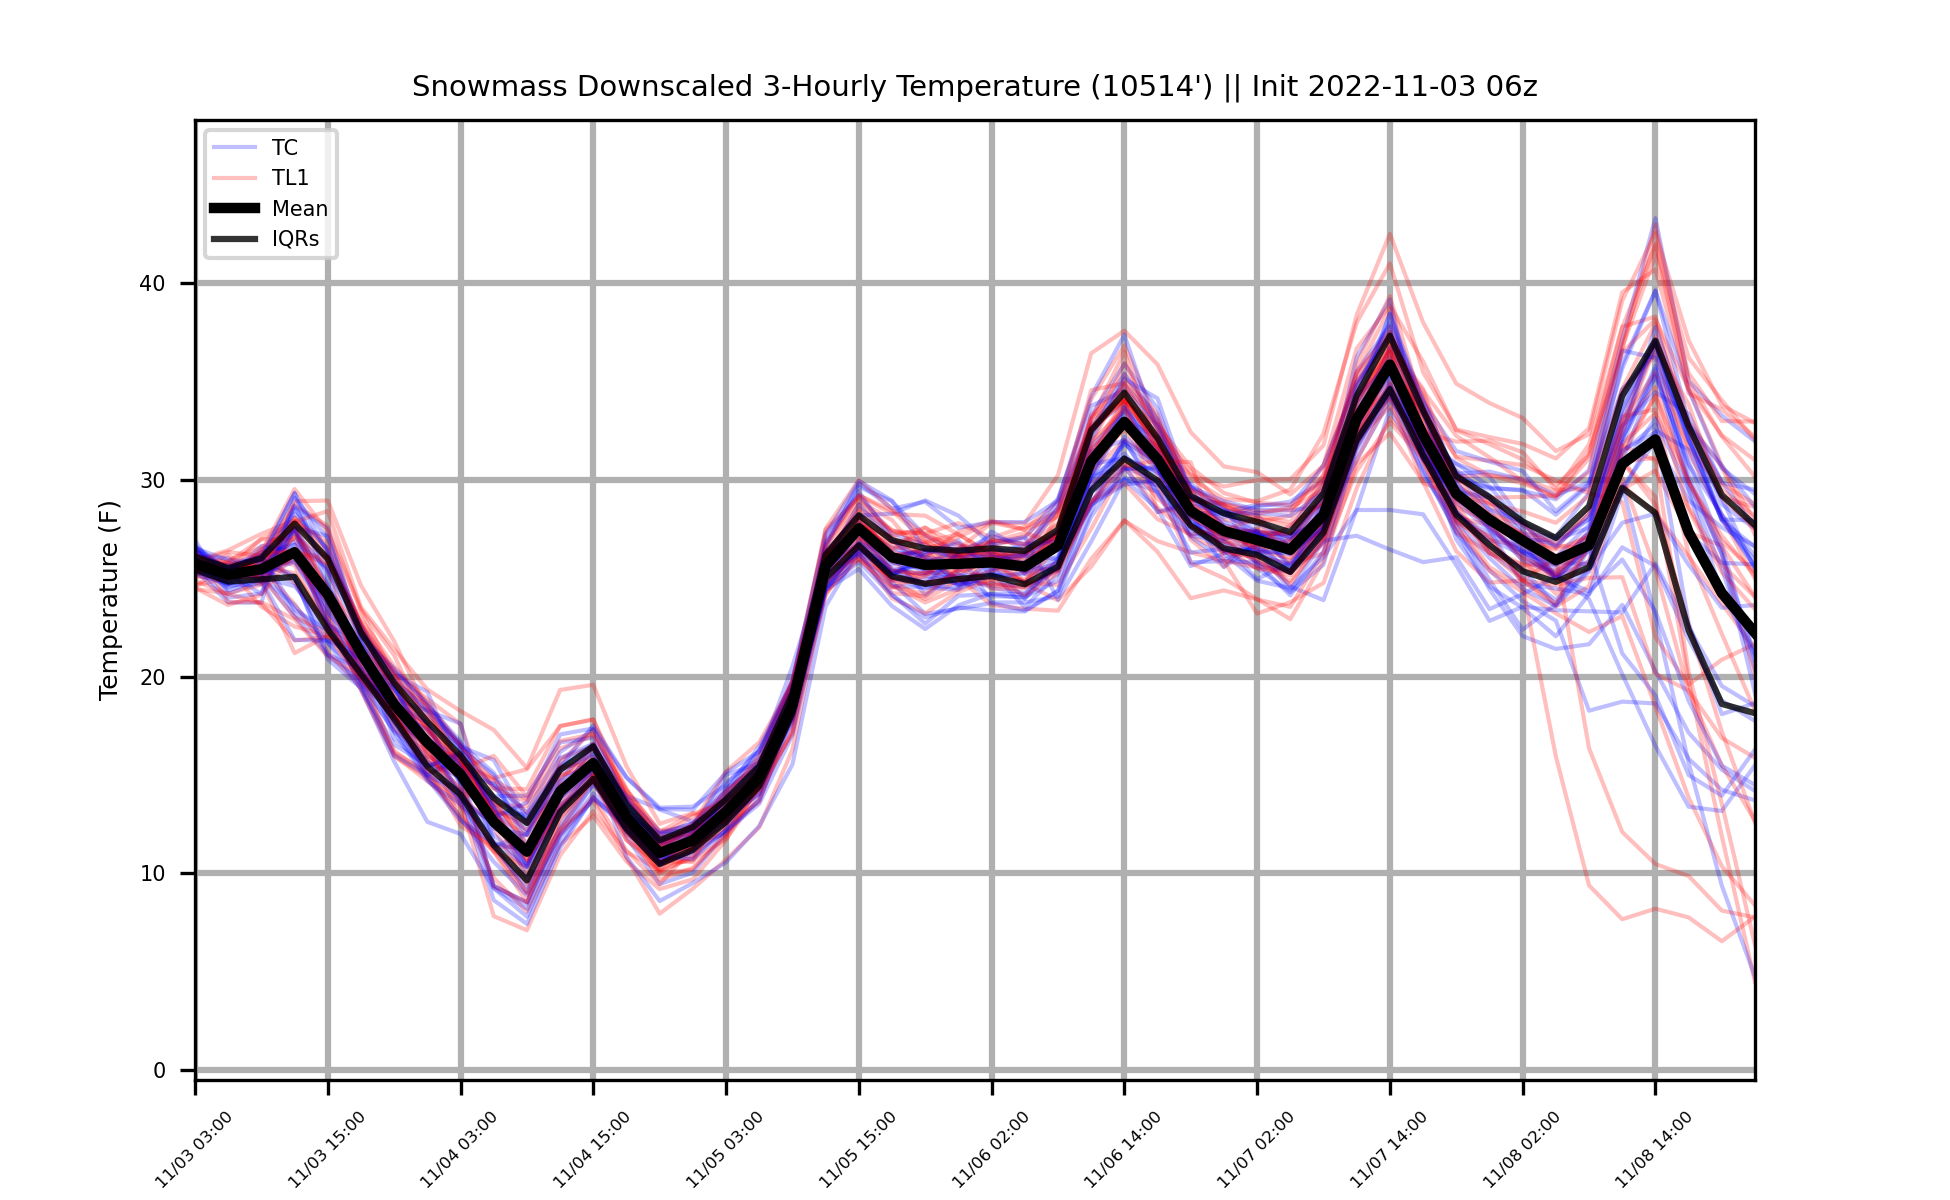 Snowmass Downscaled 3-Hourly Temperature (10514') || Init 2022-11-03 06z
TC
TL1
Mean
IQRs
Temperature (F)
40
30
20
10
0
11/03 03:00
11/03 15:00
11/04 03:00
11/04 15:00
11/05 03:00
11/05 15:00
11/06 02:00
11/06 14:00
11/07 02:00
11/07 14:00
11/08 02:00
11/08 14:00